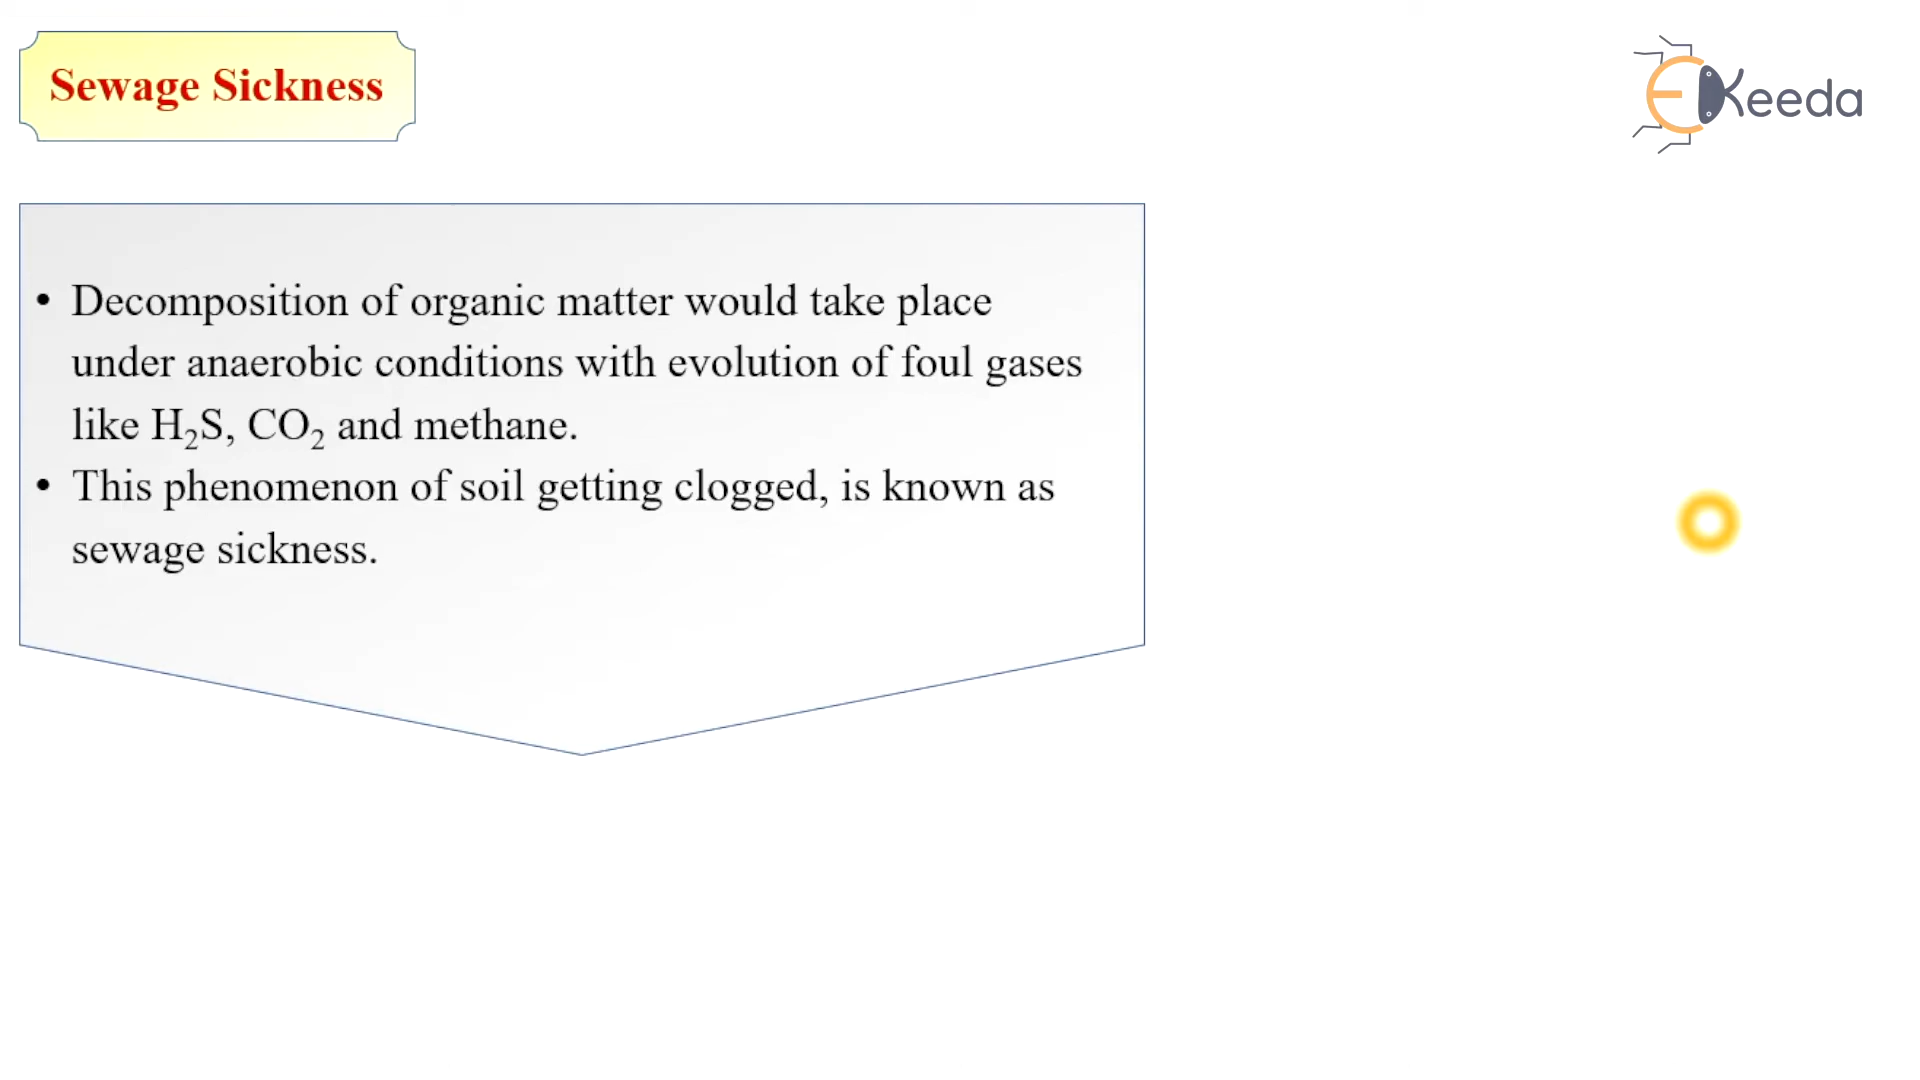 Sewage Sickness
EKeeda
• Decomposition of organic matter would take place
under anaerobic conditions with evolution of foul gases
like H₂S, CO₂ and methane.
• This phenomenon of soil getting clogged, is known as
sewage sickness.